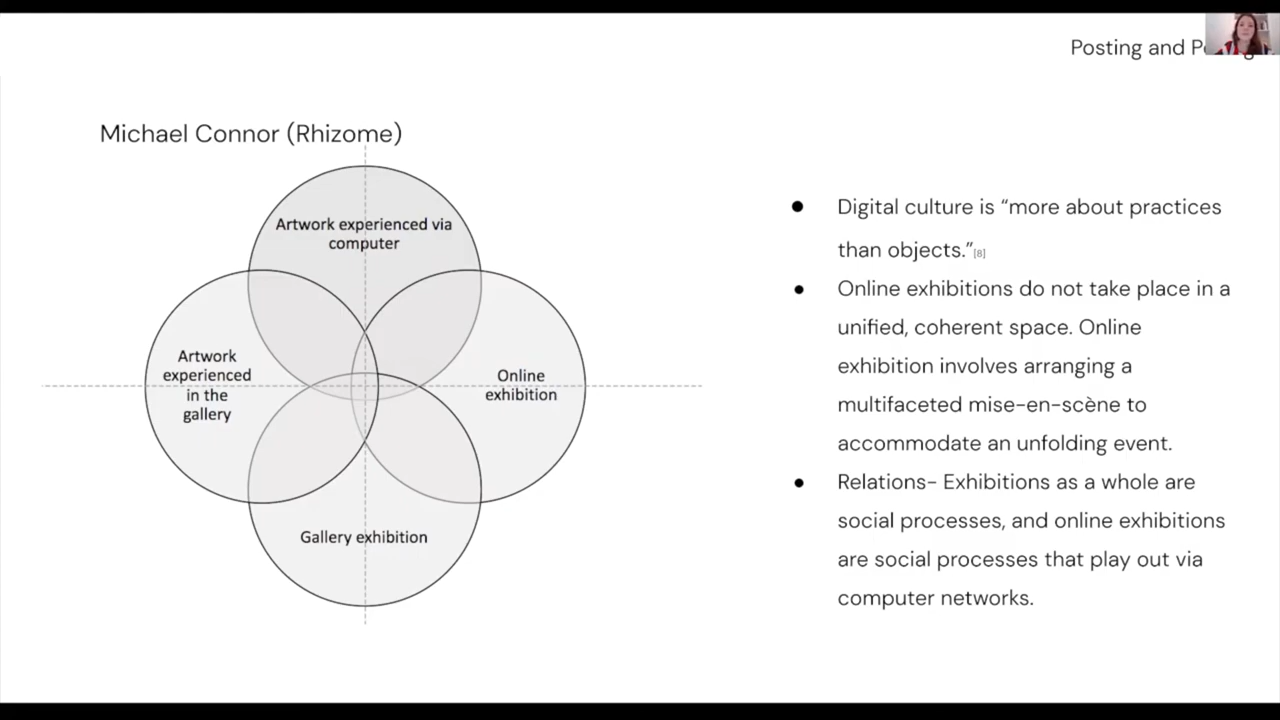 Posting and
Michael Connor (Rhizome)
Artwork experienced via
computer
Artwork
experienced
in the
gallery
Online
exhibition
Gallery exhibition
● Digital culture is “more about practices
than objects.”[8]
● Online exhibitions do not take place in a
unified, coherent space. Online
exhibition involves arranging a
multifaceted mise-en-scène to
accommodate an unfolding event.
● Relations- Exhibitions as a whole are
social processes, and online exhibitions
are social processes that play out via
computer networks.